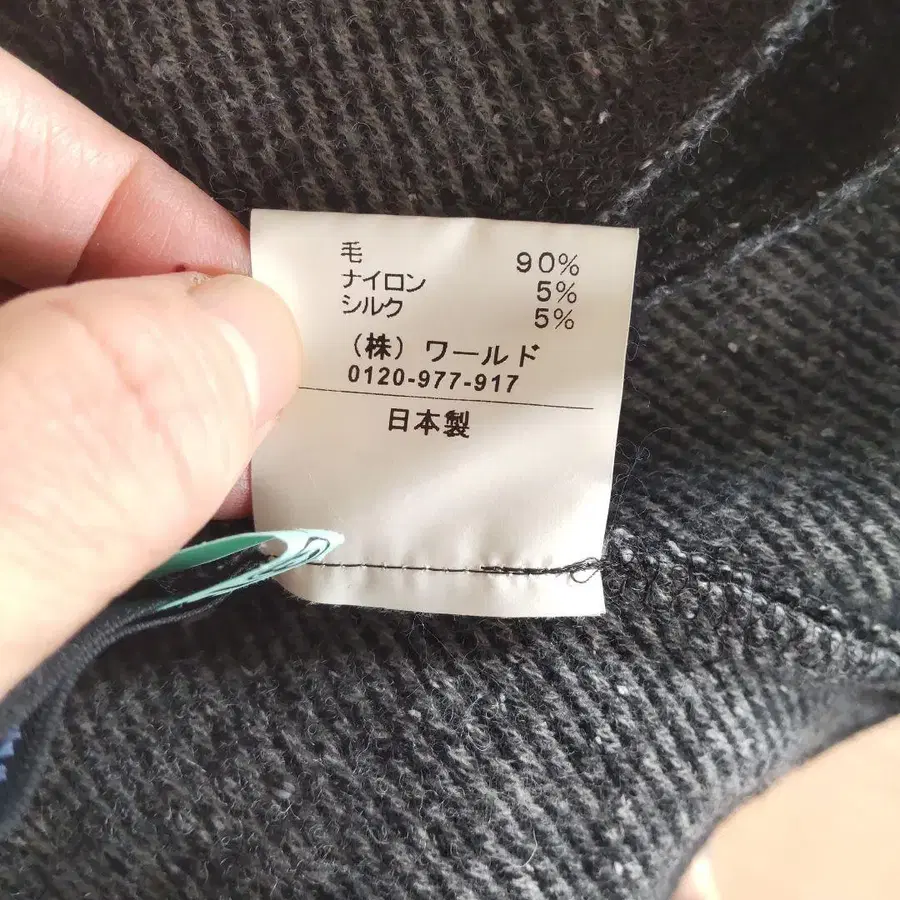 毛 90%
ナイロン 5%
シルク 5%
（株）ワールド
0120-977-917
日本製